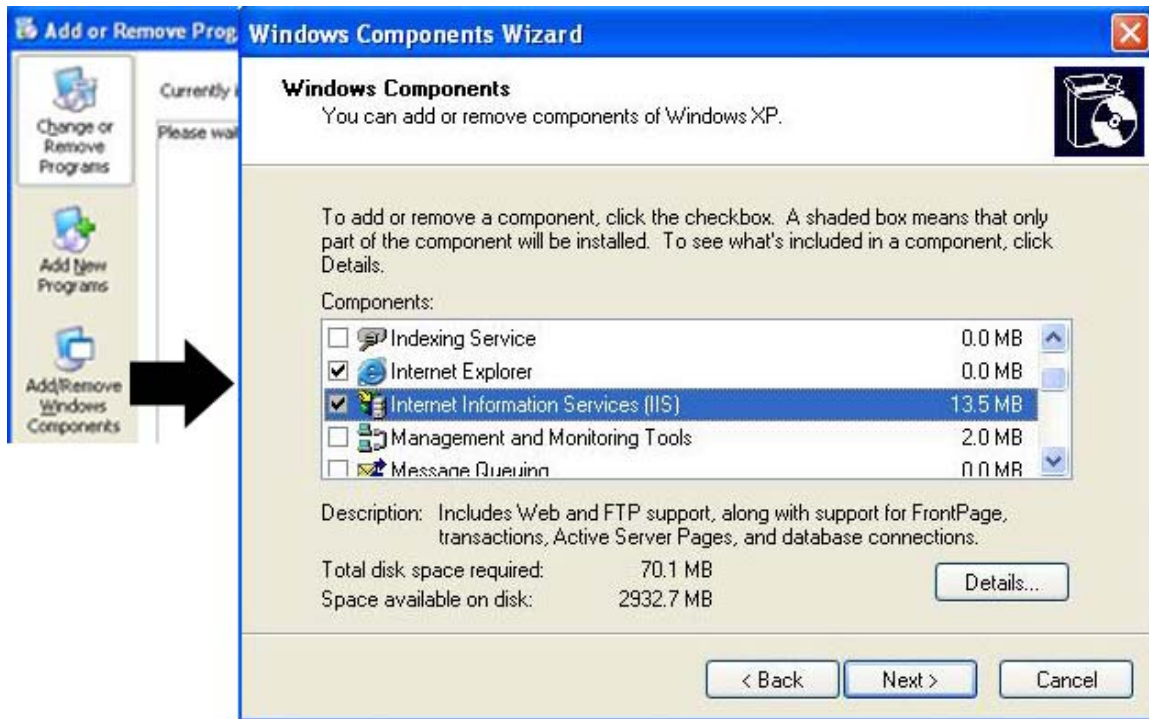 Add or Remove Prog
Change or
Remove
Programs
Add New
Programs
Add/Remove
Windows
Components
Currently i
Please wai
Windows Components Wizard
Windows Components
You can add or remove components of Windows XP.
To add or remove a component, click the checkbox. A shaded box means that only
part of the component will be installed. To see what's included in a component, click
Details.
Components:
Indexing Service 0.0 MB
Internet Explorer 0.0 MB
Internet Information Services (IIS) 13.5 MB
Management and Monitoring Tools 2.0 MB
Message Queuing 0.0 MB
Description: Includes Web and FTP support, along with support for FrontPage,
transactions, Active Server Pages, and database connections.
Total disk space required: 70.1 MB
Space available on disk: 2932.7 MB
Details...
< Back Next > Cancel